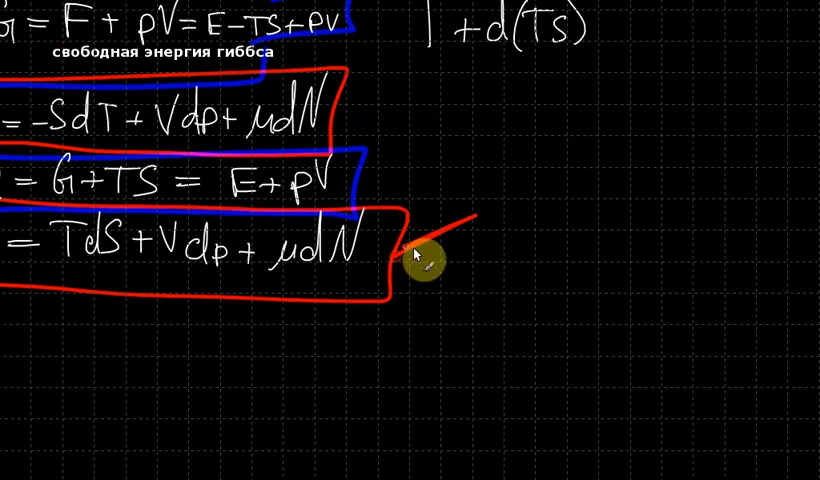 G = F + pV = E-TS+PV | +d(TS)
свободная энергия гиббса
= -SdT + Vdp + μdN
= G+TS = E+pV
= TdS+Vdp + μdN